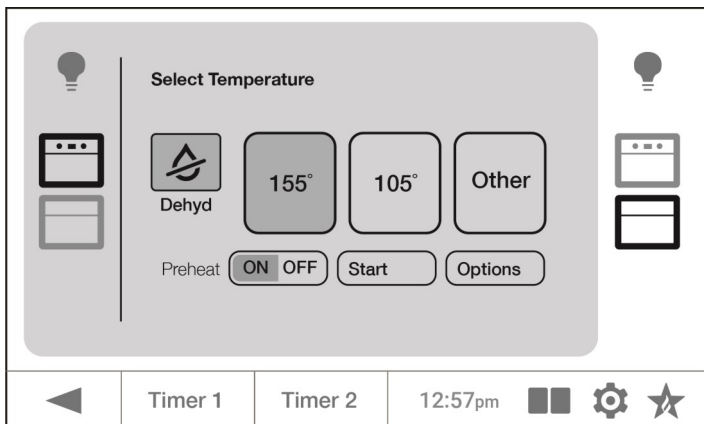 Select Temperature
155° 105° Other
Dehyd
Preheat ON OFF Start Options
Timer 1 Timer 2 12:57pm